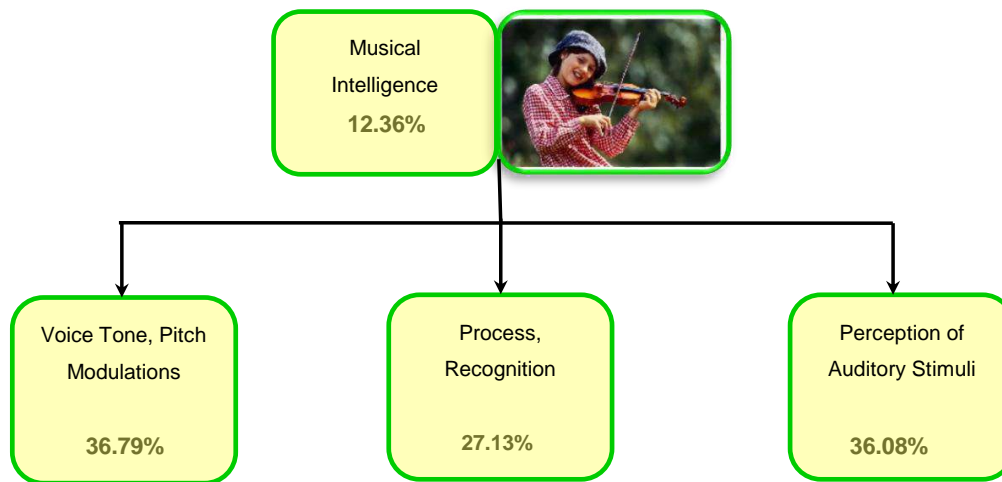 Musical
Intelligence
12.36%
Voice Tone, Pitch
Modulations
36.79%
Process,
Recognition
27.13%
Perception of
Auditory Stimuli
36.08%